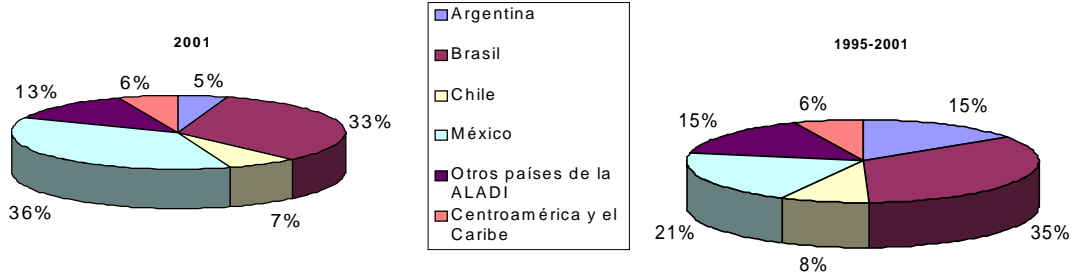 2001
5%
33%
7%
36%
13%
6%
Argentina
Brasil
Chile
México
Otros países de la
ALADI
Centroamérica y el
Caribe
1995-2001
15%
35%
8%
21%
15%
6%